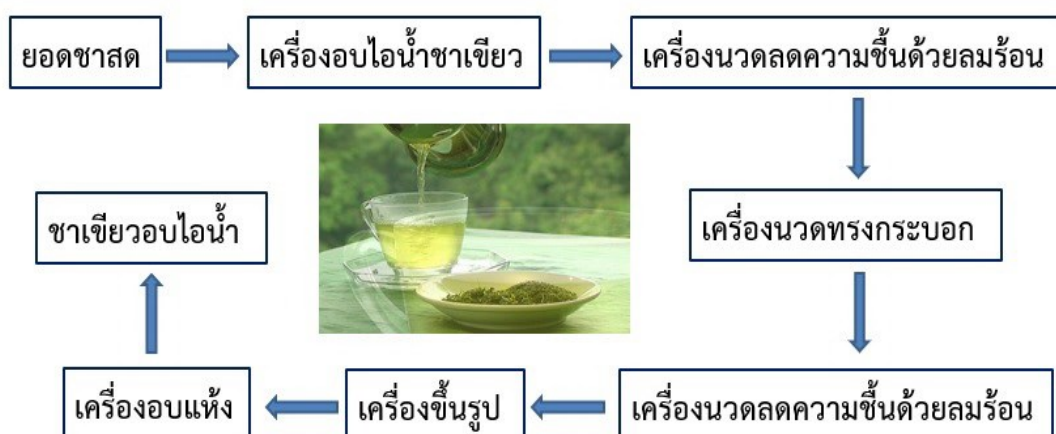 ยอดชาสด
เครื่องอบไอน้ำชาเขียว
เครื่องนวดลดความชื้นด้วยลมร้อน
เครื่องนวดทรงกระบอก
เครื่องนวดลดความชื้นด้วยลมร้อน
เครื่องขึ้นรูป
เครื่องอบแห้ง
ชาเขียวอบไอน้ำ